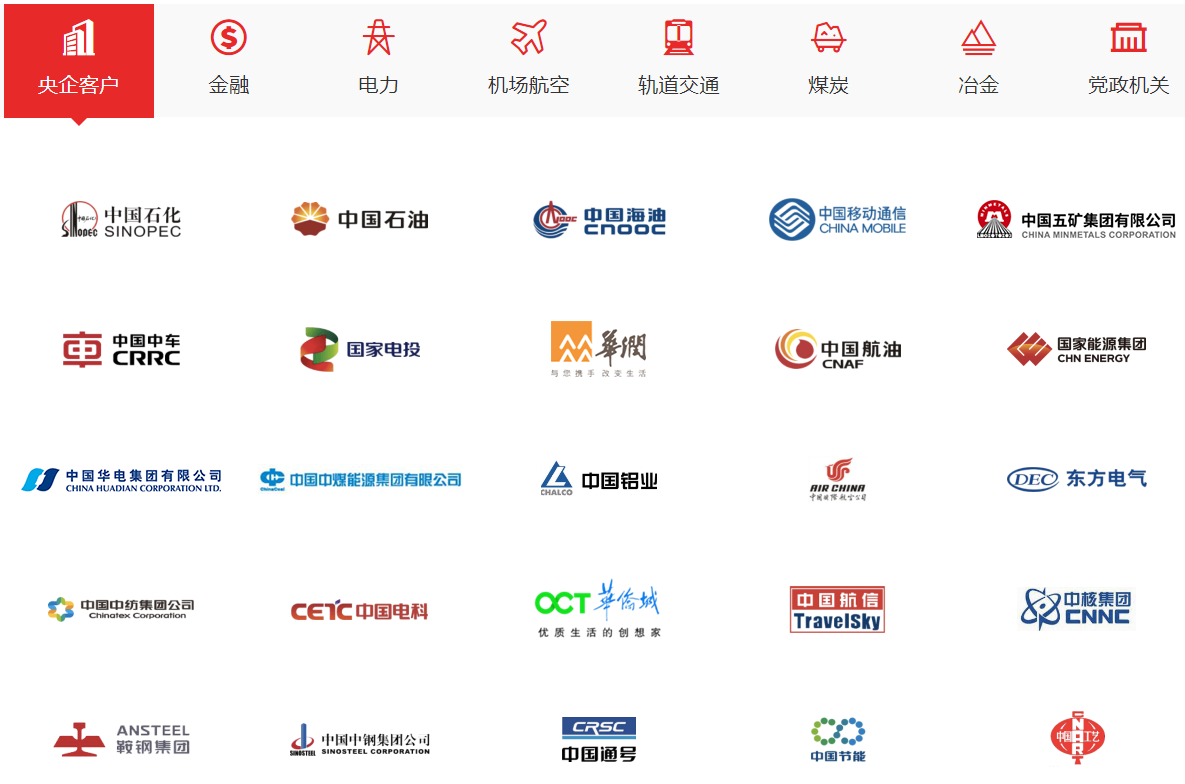 央企客户
金融
电力
机场航空
轨道交通
煤炭
冶金
党政机关
中国石化
SINOPEC
中国石油
CNOOC
中国海油
CNOOC
中国移动通信
CHINA MOBILE
MINMETALS
中国五矿集团有限公司
CHINA MINMETALS CORPORATION
中国中车
CRRC
国家电投
華潤
与您携手 改变生活
中国航油
CNAF
国家能源集团
CHN ENERGY
中国华电集团有限公司
CHINA HUADIAN CORPORATION LTD.
ChinaCoal
中国中煤能源集团有限公司
CHALCO
中国铝业
AIR CHINA
中国国际航空公司
DEC 东方电气
中国中纺集团公司
Chinatex Corporation
CETC 中国电科
OCT 華僑城
优质生活的创想家
中国航信
TravelSky
中核集团
CNNC
ANSTEEL
鞍钢集团
SINOSTEEL
中国中钢集团公司
SINOSTEEL CORPORATION
CRSC
中国通号
中国节能
中国工艺